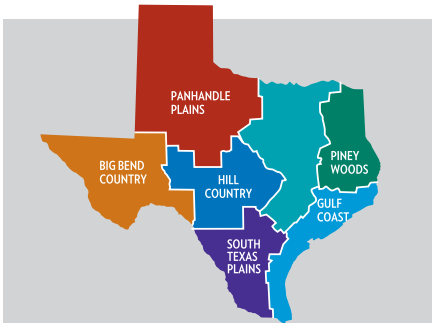 PANHANDLE
PLAINS
BIG BEND
COUNTRY
HILL
COUNTRY
PINEY
WOODS
GULF
COAST
SOUTH
TEXAS
PLAINS